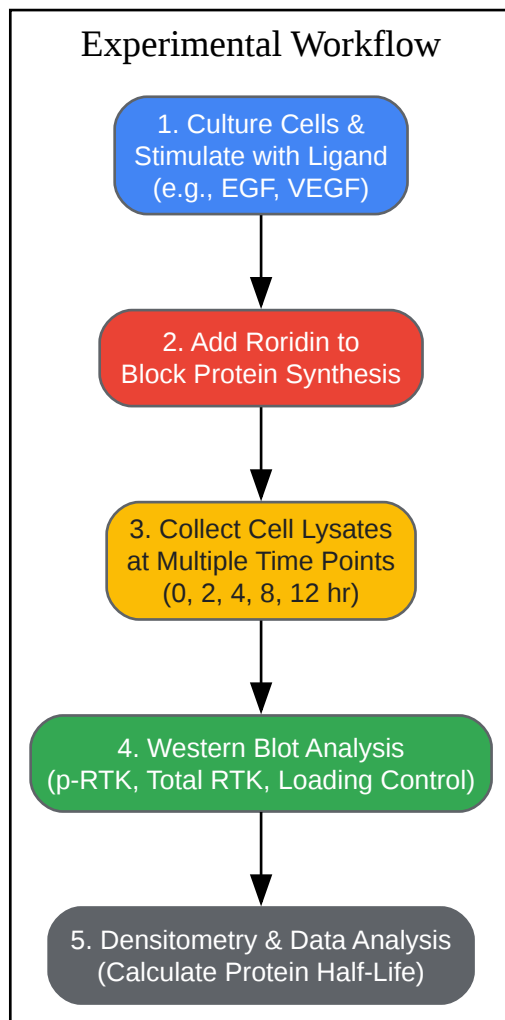 Experimental Workflow
1. Culture Cells &
Stimulate with Ligand
(e.g., EGF, VEGF)
2. Add Roridin to
Block Protein Synthesis
3. Collect Cell Lysates
at Multiple Time Points
(0, 2, 4, 8, 12 hr)
4. Western Blot Analysis
(p-RTK, Total RTK, Loading Control)
5. Densitometry & Data Analysis
(Calculate Protein Half-Life)